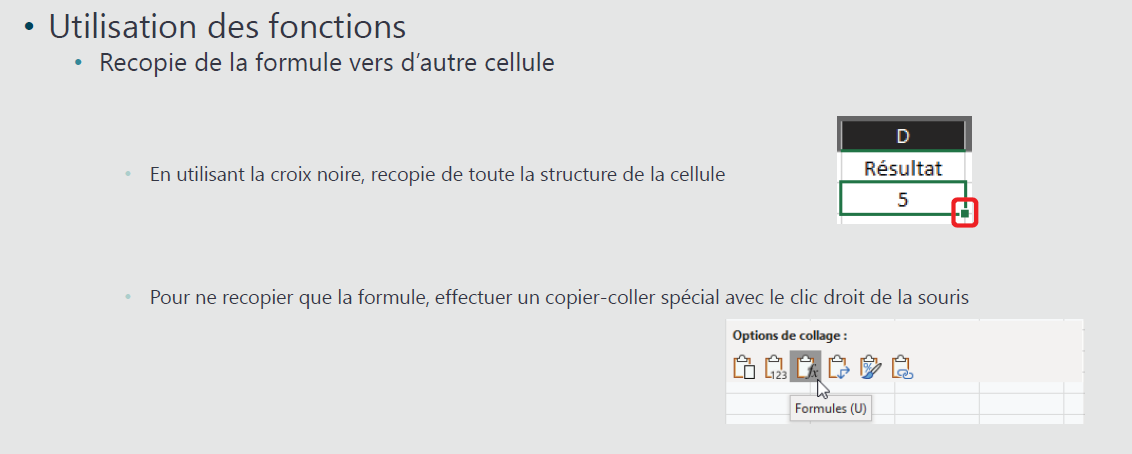 • Utilisation des fonctions
• Recopie de la formule vers d'autre cellule
• En utilisant la croix noire, recopie de toute la structure de la cellule
D
Résultat
5
• Pour ne recopier que la formule, effectuer un copier-coller spécial avec le clic droit de la souris
Options de collage :
123 fx %
Formules (U)